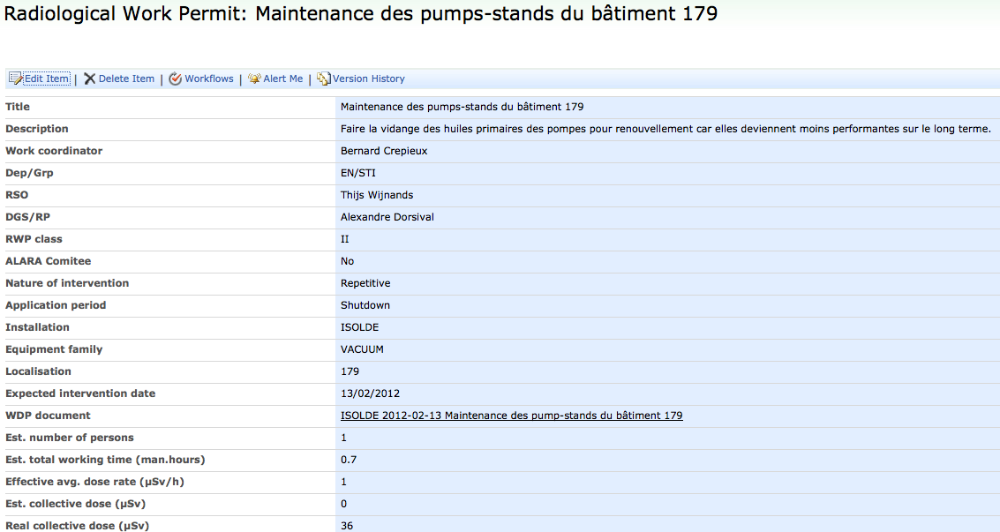 Radiological Work Permit: Maintenance des pumps-stands du bâtiment 179
Edit Item | Delete Item | Workflows | Alert Me | Version History
Title Maintenance des pumps-stands du bâtiment 179
Description Faire la vidange des huiles primaires des pompes pour renouvellement car elles deviennent moins performantes sur le long terme.
Work coordinator Bernard Crepieux
Dep/Grp EN/STI
RSO Thijs Wijnands
DGS/RP Alexandre Dorsival
RWP class II
ALARA Comitee No
Nature of intervention Repetitive
Application period Shutdown
Installation ISOLDE
Equipment family VACUUM
Localisation 179
Expected intervention date 13/02/2012
WDP document ISOLDE 2012-02-13 Maintenance des pump-stands du bâtiment 179
Est. number of persons 1
Est. total working time (man.hours) 0.7
Effective avg. dose rate (µSv/h) 1
Est. collective dose (µSv) 0
Real collective dose (µSv) 36